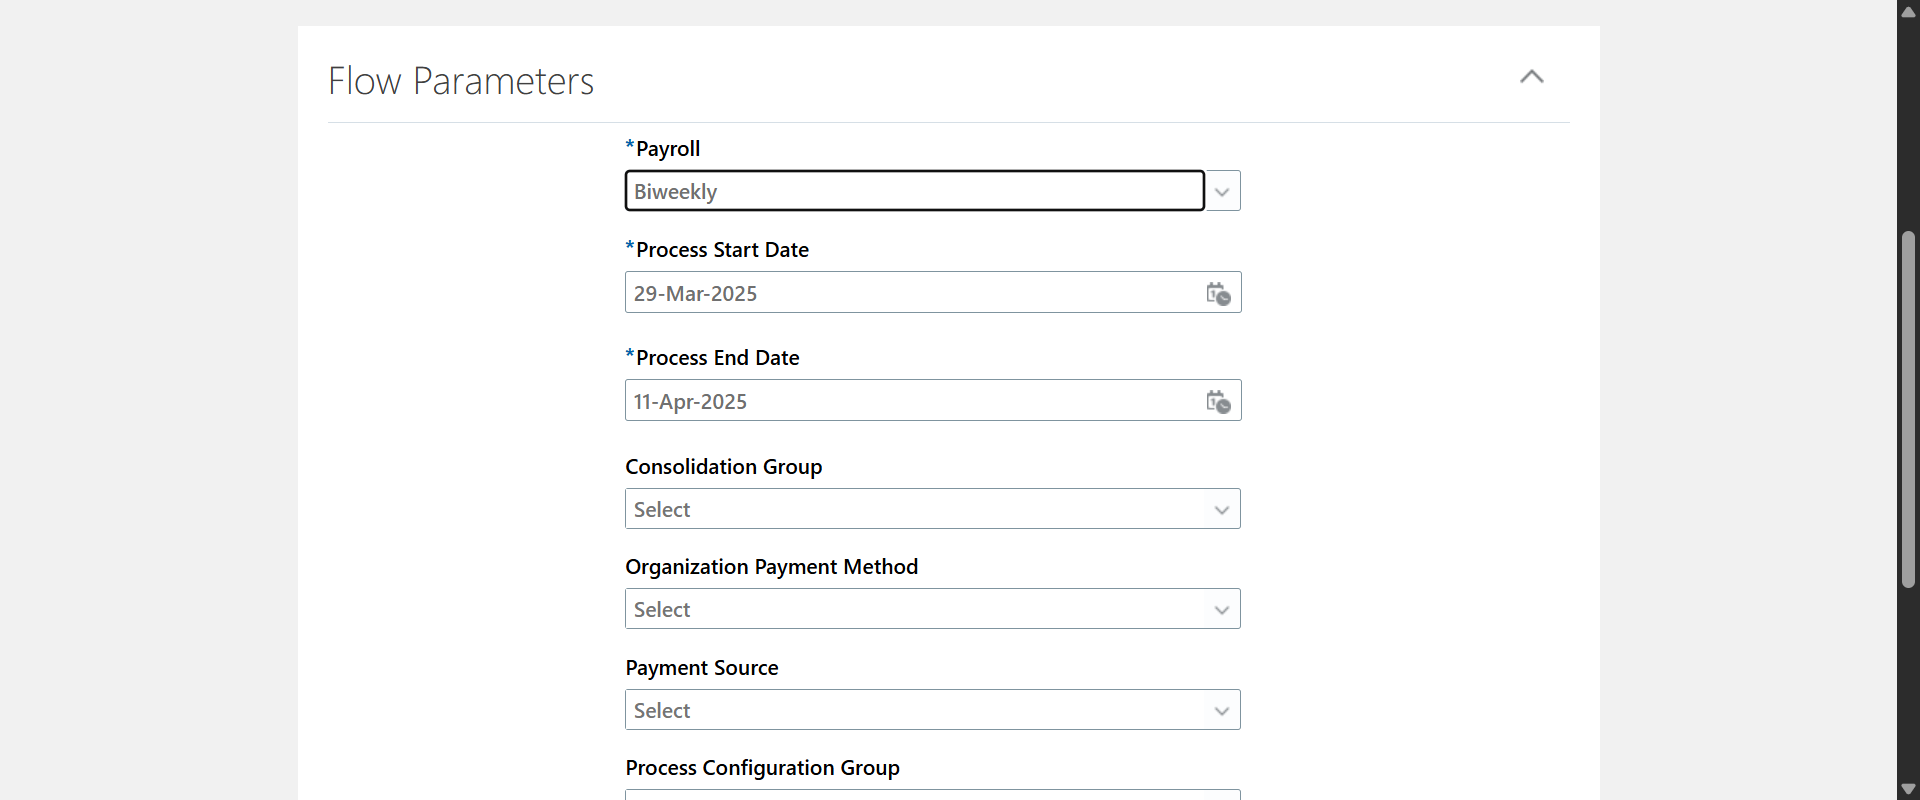 Flow Parameters
*Payroll
Biweekly
*Process Start Date
29-Mar-2025
*Process End Date
11-Apr-2025
Consolidation Group
Select
Organization Payment Method
Select
Payment Source
Select
Process Configuration Group